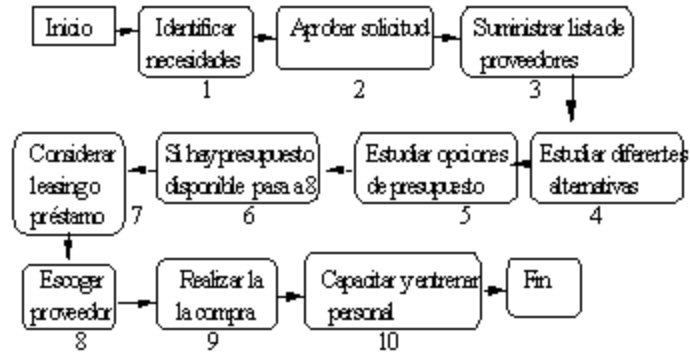 Inicio
Identificar
necesidades
1
Aprobar solicitud
2
Suministrar lista de
proveedores
3
Estudiar diferentes
alternativas
4
Estudiar opciones
de presupuesto
5
Si hay presupuesto
disponible pasa a 8
6
Considerar
leasing o
préstamo
7
Escoger
proveedor
8
Realizar la
la compra
9
Capacitar y entrenar
personal
10
Fin